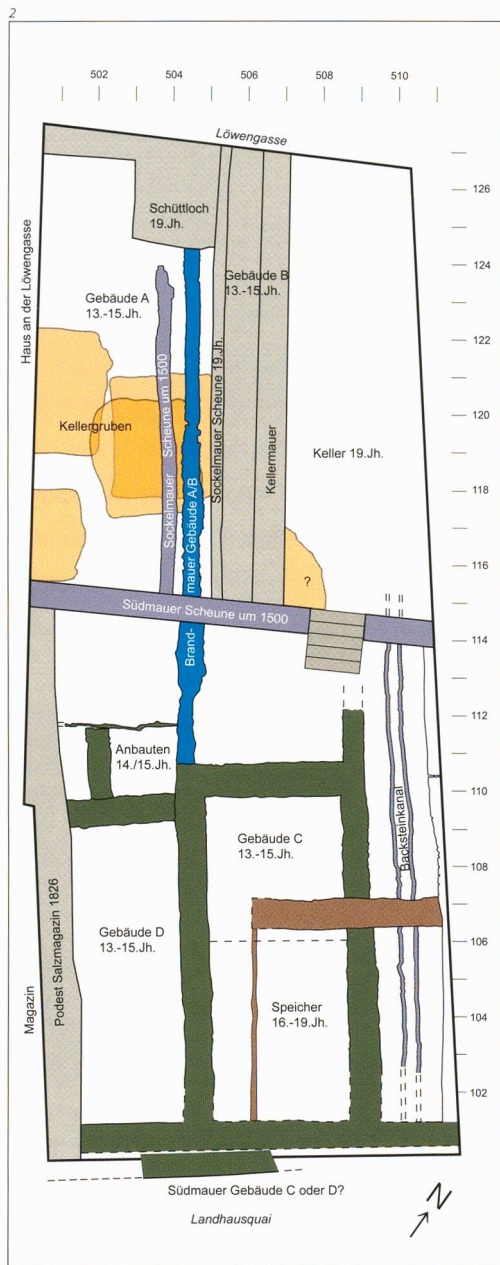 2
502 504 506 508 510
Löwengasse
126
Schüttloch
19.Jh.
124
Gebäude A
13.-15.Jh.
Gebäude B
13.-15.Jh.
Haus an der Löwengasse
122
Sockelmauer Scheune um 1500
Sockelmauer Scheune 19.Jh.
Kellergruben
120
Keller 19.Jh.
Kellermauer
118
Brand-mauer Gebäude A/B
116
?
Südmauer Scheune um 1500
114
112
Anbauten
14./15.Jh.
110
Backsteinkanal
Gebäude C
13.-15.Jh.
108
Podest Salzmagazin 1826
Gebäude D
13.-15.Jh.
106
Magazin
Speicher
16.-19.Jh.
104
102
Südmauer Gebäude C oder D?
Landhausquai
N